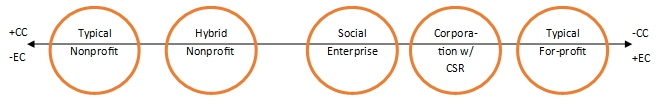 +CC
-EC
Typical
Nonprofit
Hybrid
Nonprofit
Social
Enterprise
Corpora-
tion w/
CSR
Typical
For-profit
-CC
+EC